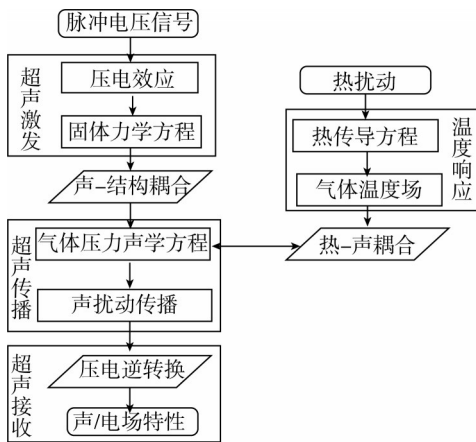 脉冲电压信号
超声激发
压电效应
固体力学方程
声-结构耦合
超声传播
气体压力声学方程
声扰动传播
超声接收
压电逆转换
声/电场特性
热扰动
温度响应
热传导方程
气体温度场
热-声耦合